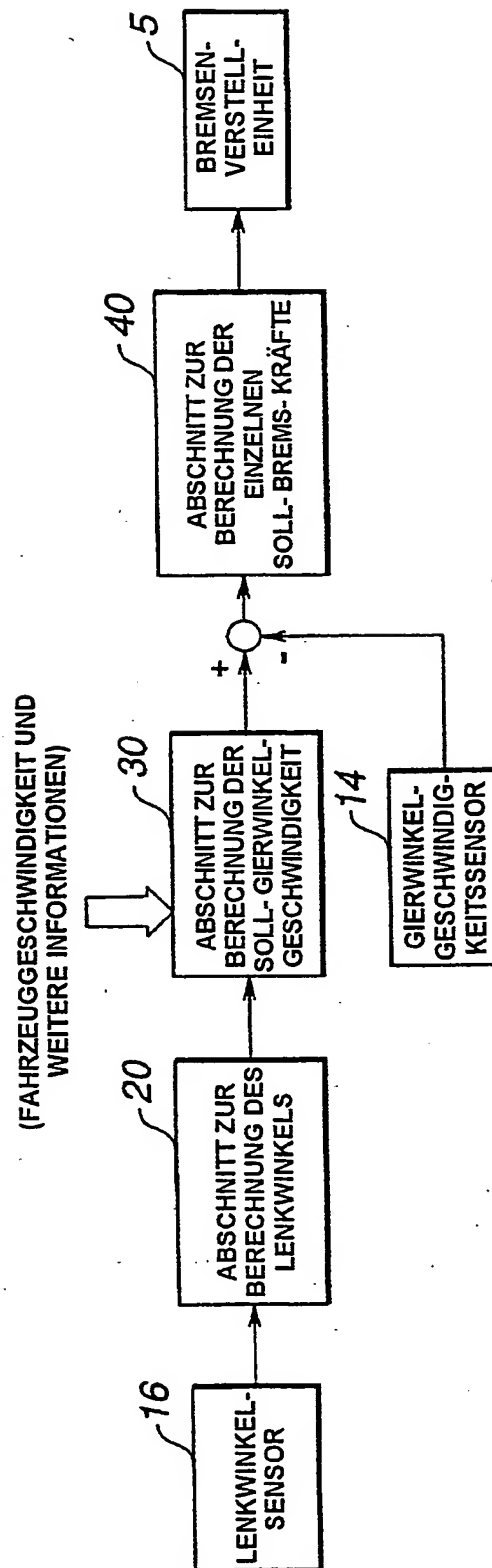 (FAHRZEUGGESCHWINDIGKEIT UND
WEITERE INFORMATIONEN)
16
LENKWINKEL-
SENSOR
20
ABSCHNITT ZUR
BERECHNUNG DES
LENKWINKELS
30
ABSCHNITT ZUR
BERECHNUNG DER
SOLL- GIERWINKEL-
GESCHWINDIGKEIT
+
-
14
GIERWINKEL-
GESCHWINDIG-
KEITSSENSOR
40
ABSCHNITT ZUR
BERECHNUNG DER
EINZELNEN
SOLL- BREMS- KRÄFTE
5
BREMSEN-
VERSTELL-
EINHEIT